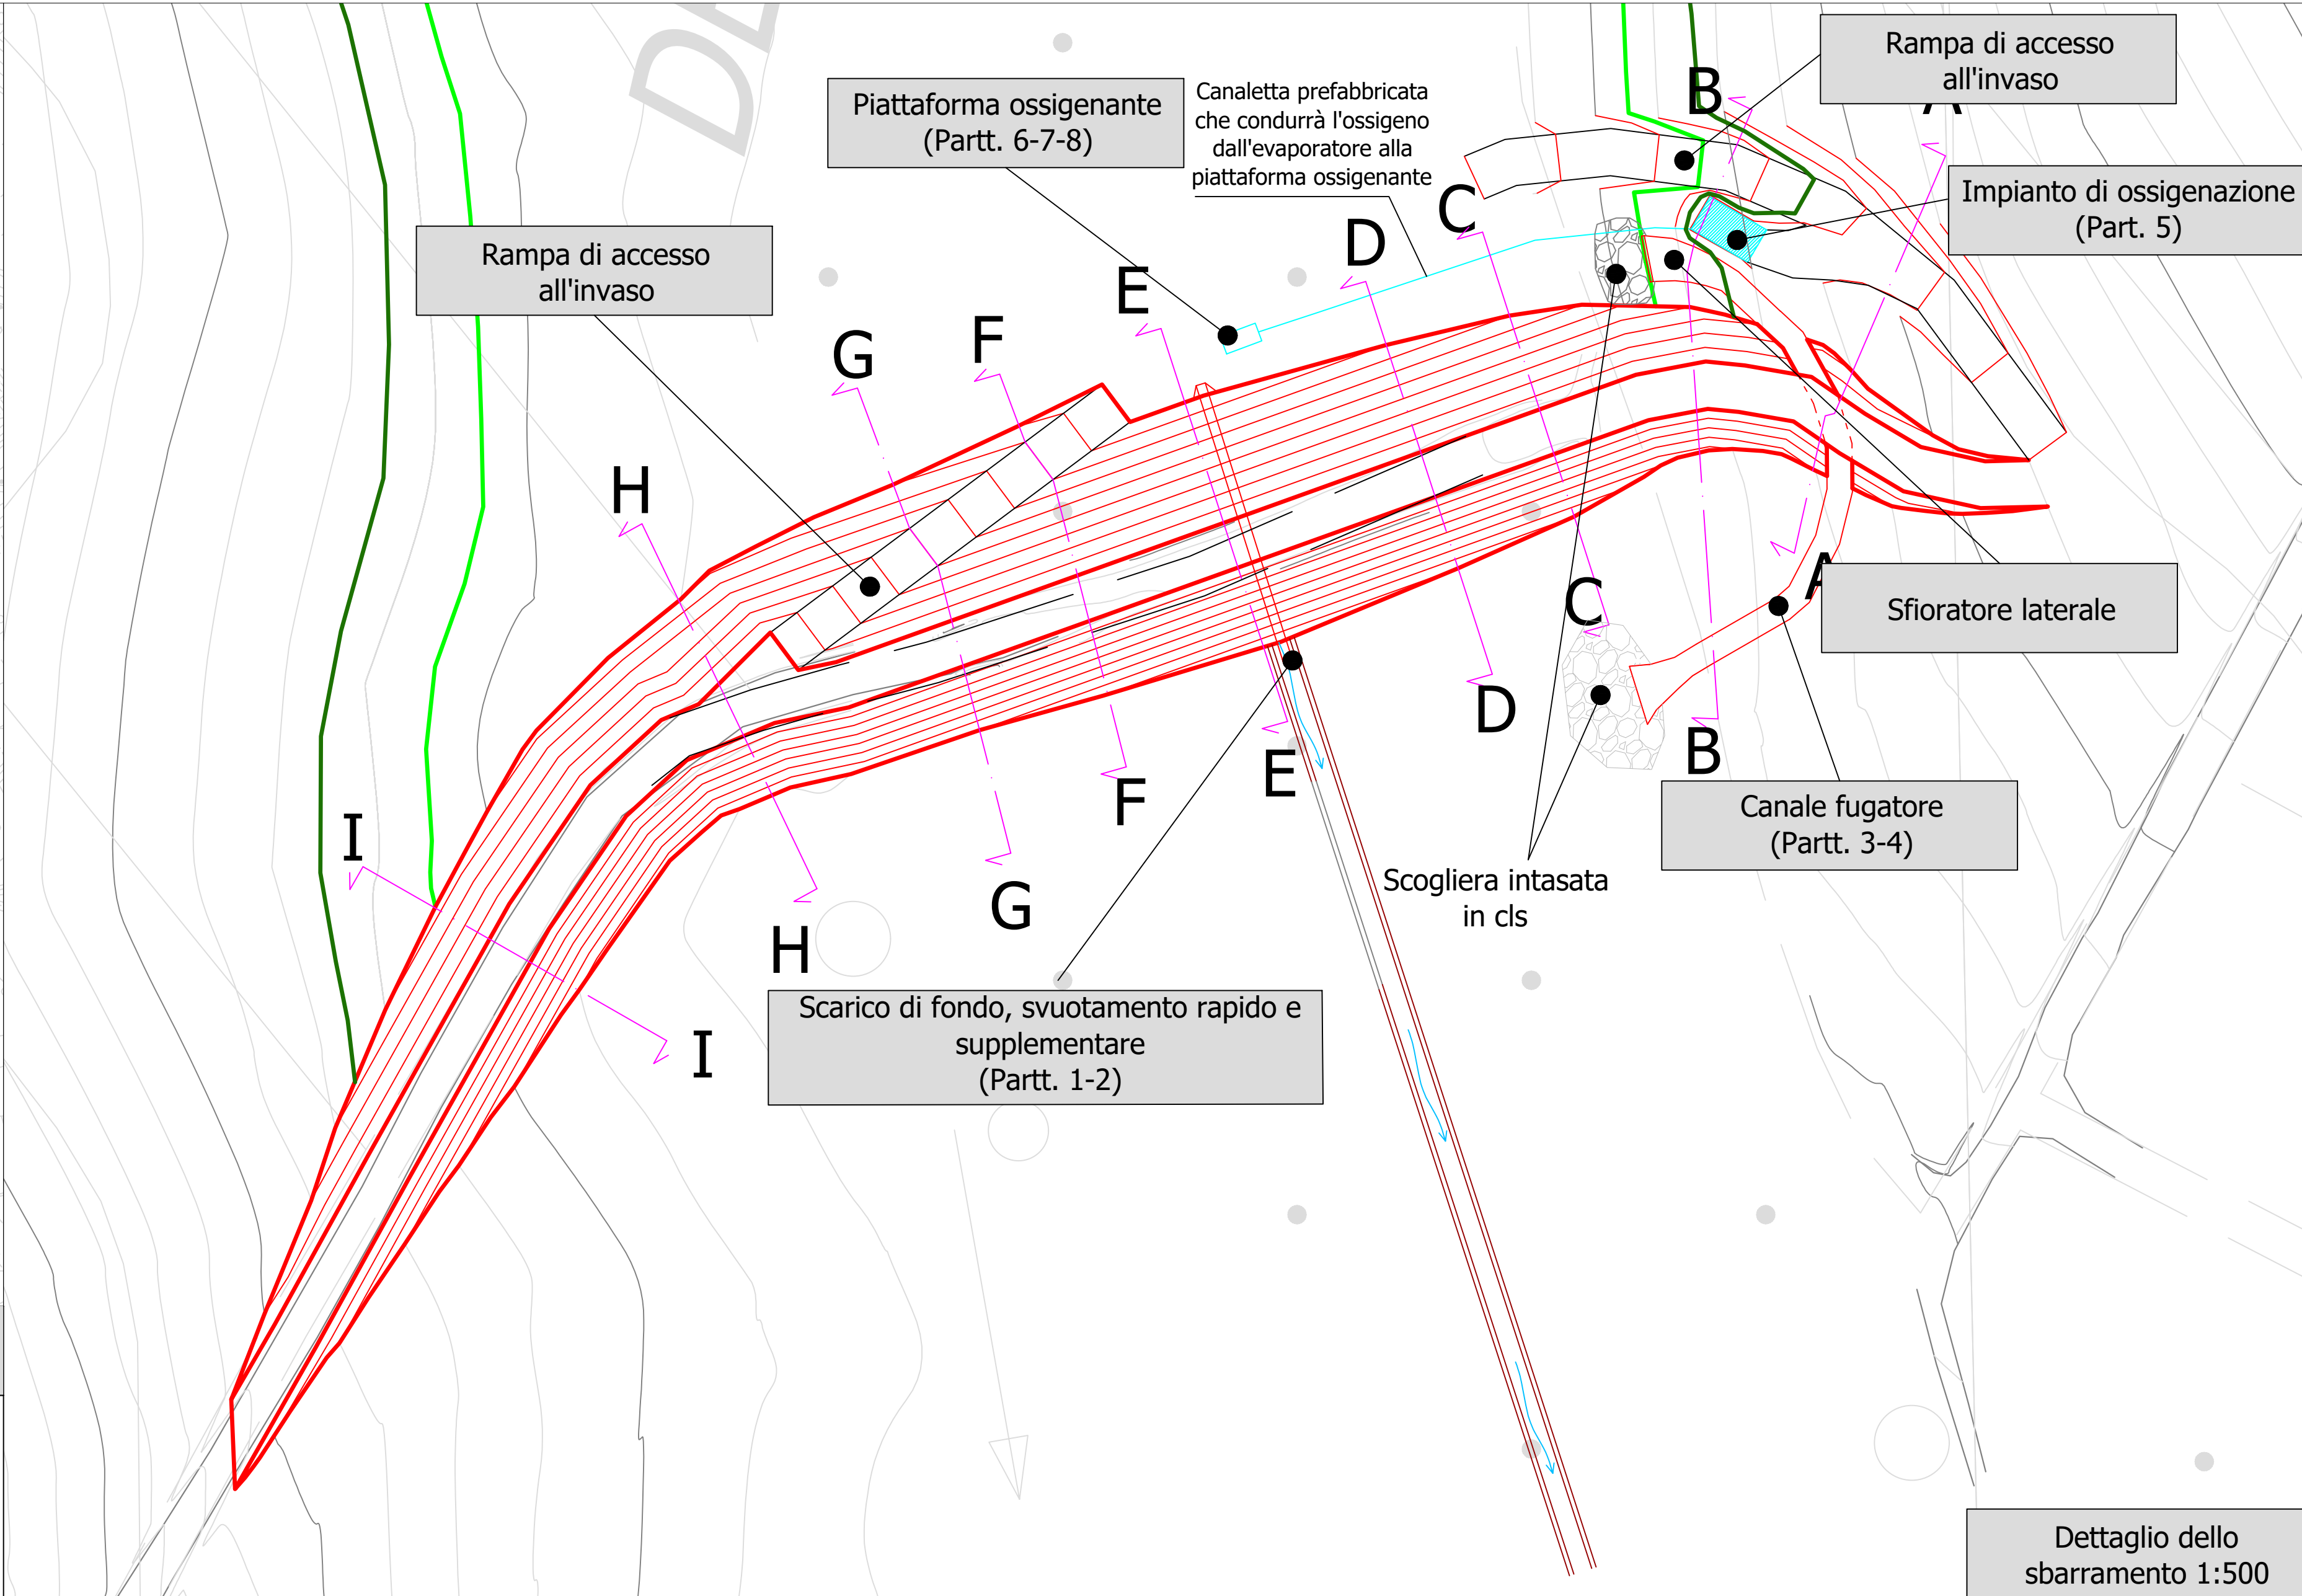 DE
Rampa di accesso
all'invaso
Piattaforma ossigenante
(Partt. 6-7-8)
Canaletta prefabbricata
che condurrà l'ossigeno
dall'evaporatore alla
piattaforma ossigenante
B
A
Impianto di ossigenazione
(Part. 5)
Rampa di accesso
all'invaso
C
D
E
F
G
H
I
A
Sfioratore laterale
C
D
B
E
F
G
H
I
Canale fugatore
(Partt. 3-4)
Scogliera intasata
in cls
Scarico di fondo, svuotamento rapido e
supplementare
(Partt. 1-2)
Dettaglio dello
sbarramento 1:500